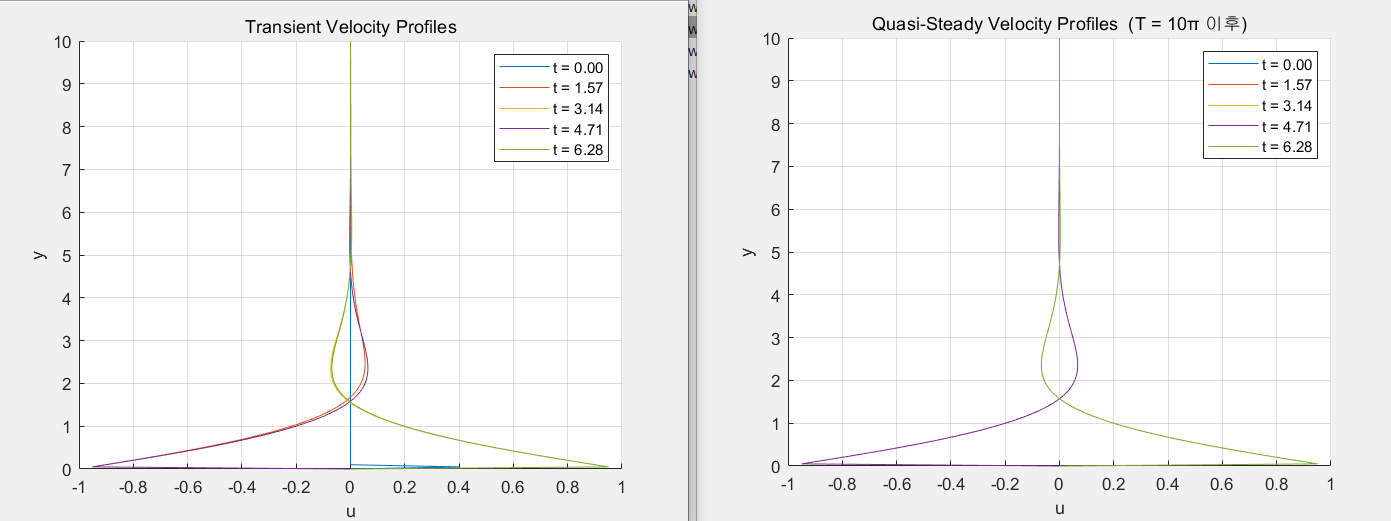 Transient Velocity Profiles
10
9
8
7
6
5
4
3
2
1
0
y
-1
-0.8
-0.6
-0.4
-0.2
0
0.2
0.4
0.6
0.8
1
u
t = 0.00
t = 1.57
t = 3.14
t = 4.71
t = 6.28
w
w
w
w
Quasi-Steady Velocity Profiles (T = 10π 이후)
10
9
8
7
6
5
4
3
2
1
0
y
-1
-0.8
-0.6
-0.4
-0.2
0
0.2
0.4
0.6
0.8
1
u
t = 0.00
t = 1.57
t = 3.14
t = 4.71
t = 6.28